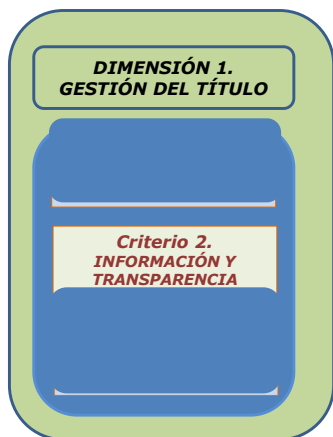 DIMENSIÓN 1.
GESTIÓN DEL TÍTULO
Criterio 2.
INFORMACIÓN Y
TRANSPARENCIA